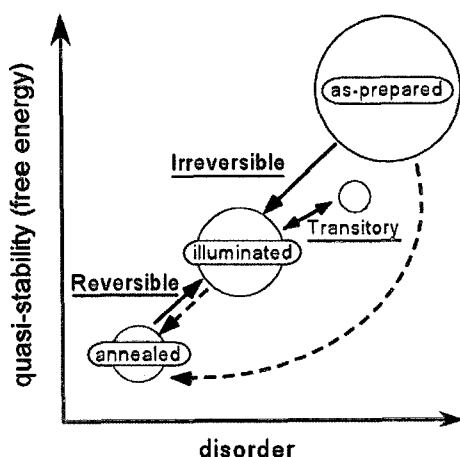 quasi-stability (free energy)
as-prepared
Irreversible
Transitory
illuminated
Reversible
annealed
disorder